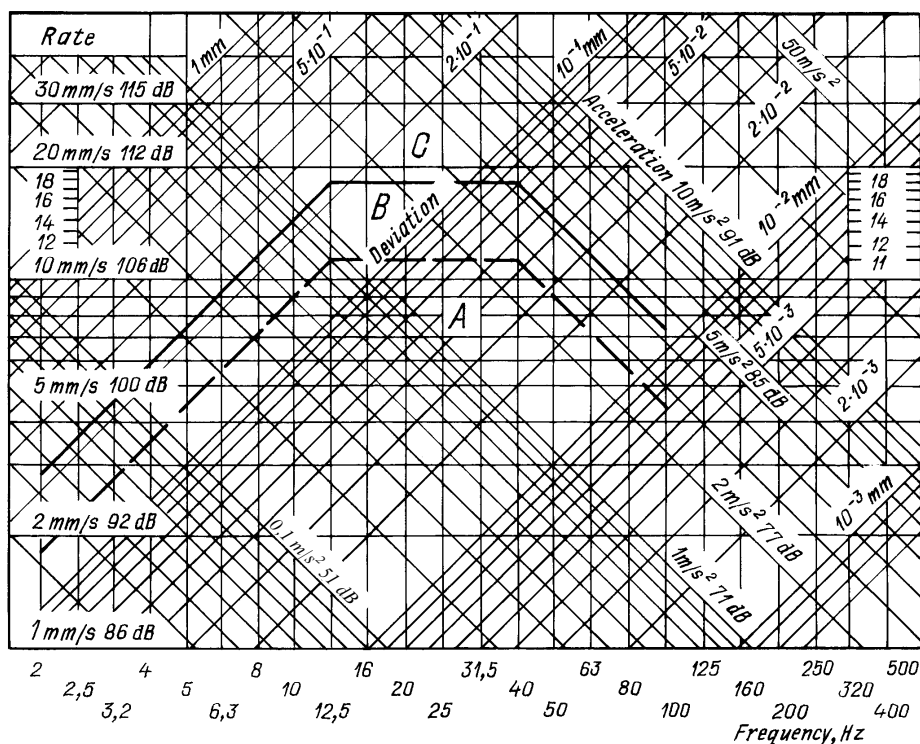 Rate
30 mm/s 115 dB
20 mm/s 112 dB
18
16
14
12
10 mm/s 106 dB
5 mm/s 100 dB
2 mm/s 92 dB
1 mm/s 86 dB
1 mm
5·10⁻¹
2·10⁻¹
10⁻¹ mm
5·10⁻²
50 m/s²
2·10⁻²
10⁻² mm
5·10⁻³
2·10⁻³
10⁻³ mm
C
B
A
Deviation
Acceleration 10 m/s² 91 dB
5 m/s² 85 dB
2 m/s² 77 dB
1 m/s² 71 dB
0,1 m/s² 51 dB
18
16
14
12
11
2 4 5 8 10 16 20 31,5 40 63 80 125 160 250 320 500
2,5 3,2 6,3 12,5 25 50 100 200 400
Frequency, Hz